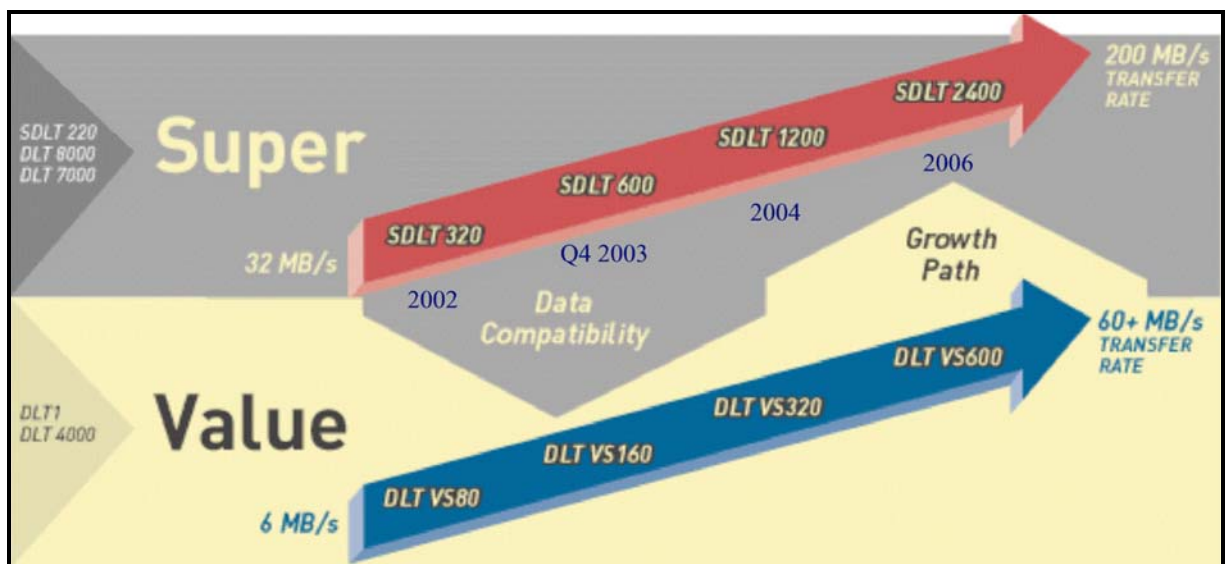 SDLT 220
DLT 8000
DLT 7000
Super
32 MB/s
SDLT 320
SDLT 600
SDLT 1200
SDLT 2400
200 MB/s
TRANSFER
RATE
2002
Q4 2003
2004
2006
Data
Compatibility
Growth
Path
DLT1
DLT 4000
Value
6 MB/s
DLT VS80
DLT VS160
DLT VS320
DLT VS600
60+ MB/s
TRANSFER
RATE